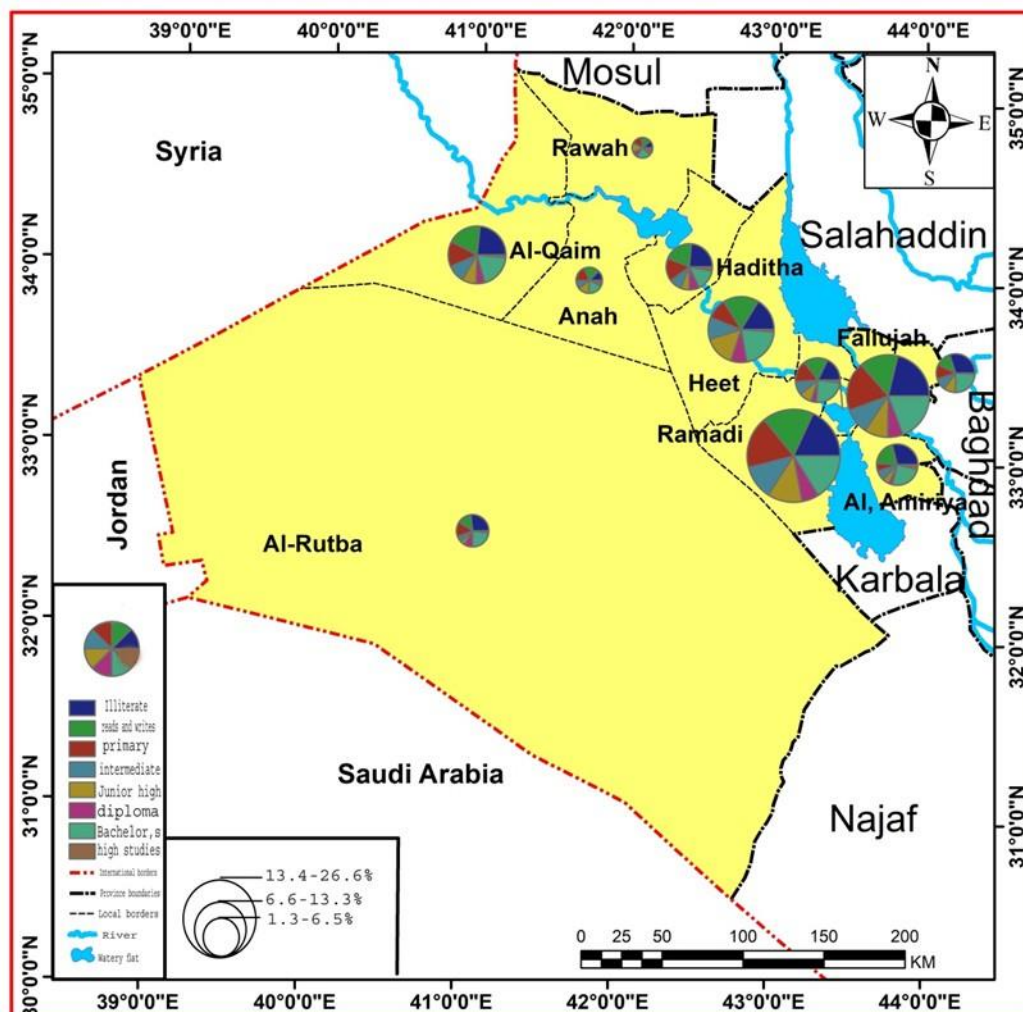 39°0'0"E 40°0'0"E 41°0'0"E 42°0'0"E 43°0'0"E 44°0'0"E
35°0'0"N
34°0'0"N
33°0'0"N
32°0'0"N
31°0'0"N
30°0'0"N
Mosul
N
W E
S
Syria
Rawah
Salahaddin
Al-Qaim
Haditha
Anah
Fallujah
Heet
Ramadi
Baghdad
Al, Amiriya
Jordan
Al-Rutba
Karbala
Saudi Arabia
Najaf
Illiterate
reads and writes
primary
intermediate
Junior high
diploma
Bachelor,s
high studies
International borders
Province boundaries
Local borders
River
Watery flat
13.4-26.6%
6.6-13.3%
1.3-6.5%
0 25 50 100 150 200
KM
35°0'0"N
34°0'0"N
33°0'0"N
32°0'0"N
31°0'0"N
39°0'0"E 40°0'0"E 41°0'0"E 42°0'0"E 43°0'0"E 44°0'0"E